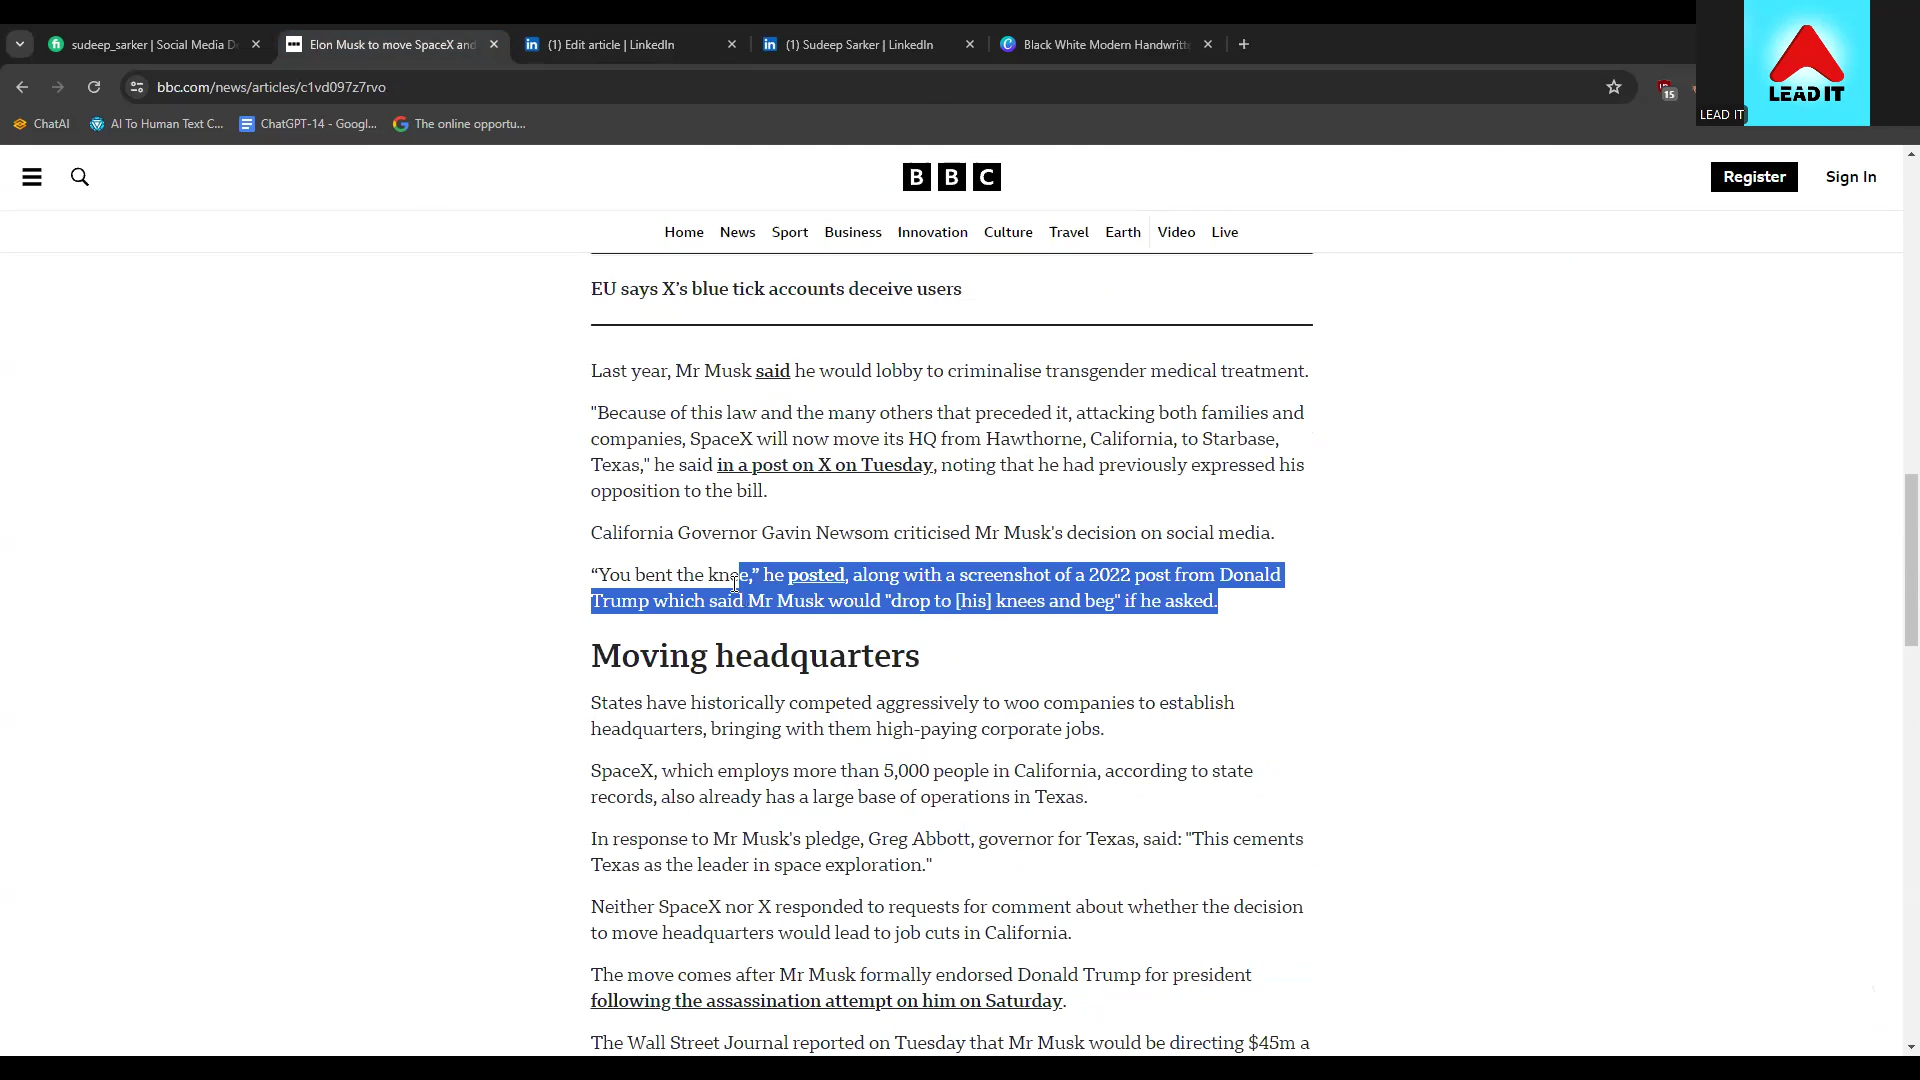 sudeep_sarker | Social Media D
Elon Musk to move SpaceX and
(1) Edit article | LinkedIn
(1) Sudeep Sarker | LinkedIn
Black White Modern Handwritt
bbc.com/news/articles/c1vd097z7rvo
15
LEAD IT
LEAD IT
ChatAI
AI To Human Text C...
ChatGPT-14 - Googl...
The online opportu...
BBC
Register
Sign In
Home
News
Sport
Business
Innovation
Culture
Travel
Earth
Video
Live
EU says X’s blue tick accounts deceive users
Last year, Mr Musk said he would lobby to criminalise transgender medical treatment.
"Because of this law and the many others that preceded it, attacking both families and
companies, SpaceX will now move its HQ from Hawthorne, California, to Starbase,
Texas," he said in a post on X on Tuesday, noting that he had previously expressed his
opposition to the bill.
California Governor Gavin Newsom criticised Mr Musk's decision on social media.
“You bent the knee,” he posted, along with a screenshot of a 2022 post from Donald
Trump which said Mr Musk would "drop to [his] knees and beg" if he asked.
Moving headquarters
States have historically competed aggressively to woo companies to establish
headquarters, bringing with them high-paying corporate jobs.
SpaceX, which employs more than 5,000 people in California, according to state
records, also already has a large base of operations in Texas.
In response to Mr Musk's pledge, Greg Abbott, governor for Texas, said: "This cements
Texas as the leader in space exploration."
Neither SpaceX nor X responded to requests for comment about whether the decision
to move headquarters would lead to job cuts in California.
The move comes after Mr Musk formally endorsed Donald Trump for president
following the assassination attempt on him on Saturday.
The Wall Street Journal reported on Tuesday that Mr Musk would be directing $45m a